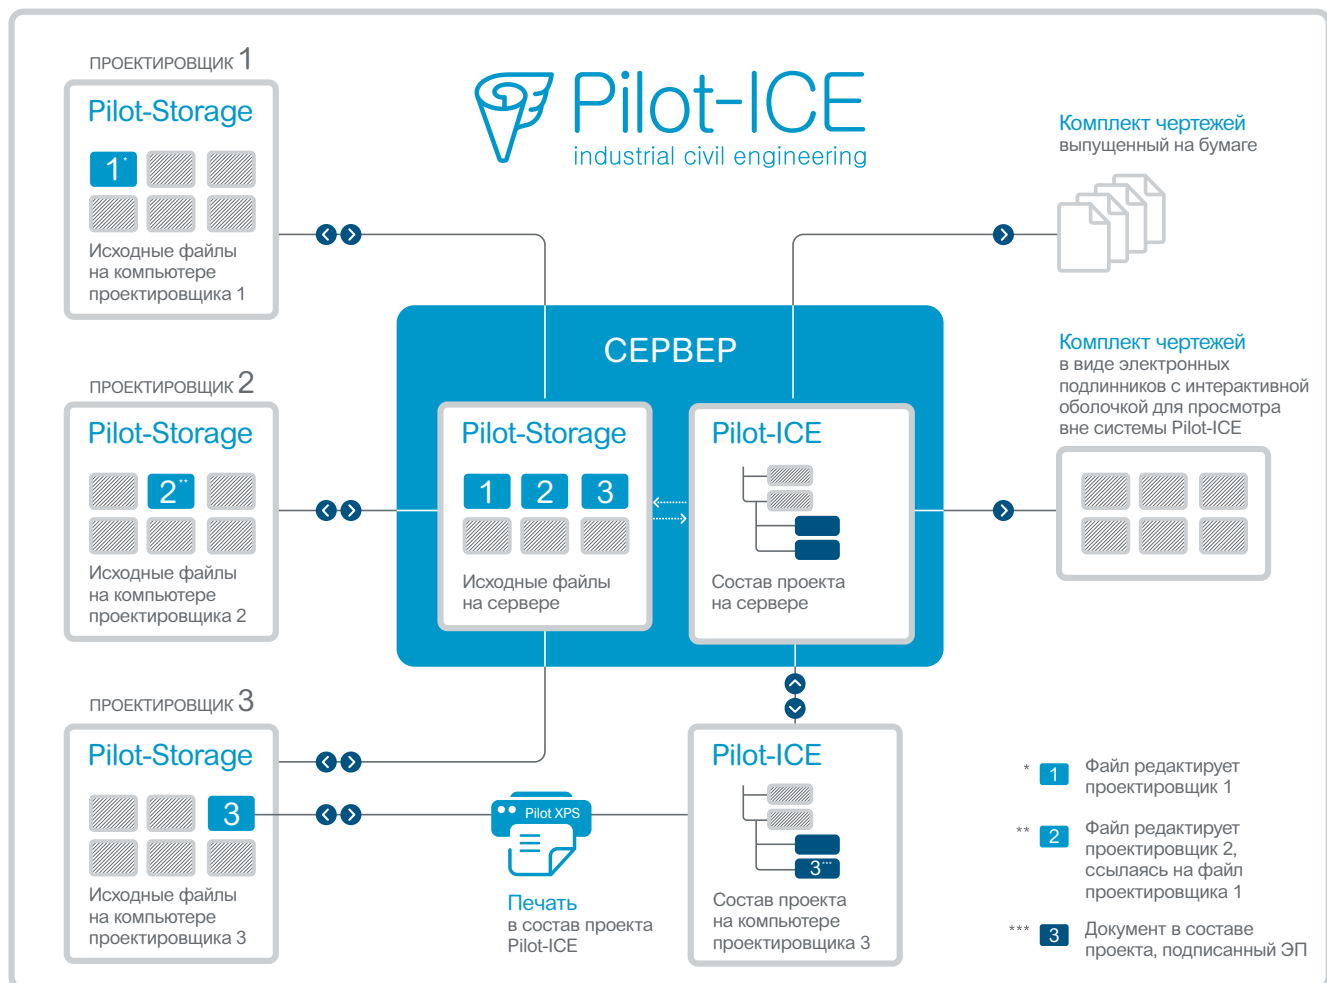 ПРОЕКТИРОВЩИК 1
Pilot-Storage
1*
Исходные файлы
на компьютере
проектировщика 1
Pilot-ICE
industrial civil engineering
Комплект чертежей
выпущенный на бумаге
ПРОЕКТИРОВЩИК 2
Pilot-Storage
2**
Исходные файлы
на компьютере
проектировщика 2
СЕРВЕР
Pilot-Storage
1 2 3
Исходные файлы
на сервере
Pilot-ICE
Состав проекта
на сервере
Комплект чертежей
в виде электронных
подлинников с интерактивной
оболочкой для просмотра
вне системы Pilot-ICE
ПРОЕКТИРОВЩИК 3
Pilot-Storage
3
Исходные файлы
на компьютере
проектировщика 3
Pilot XPS
Печать
в состав проекта
Pilot-ICE
Pilot-ICE
3***
Состав проекта
на компьютере
проектировщика 3
* 1 Файл редактирует
проектировщик 1
** 2 Файл редактирует
проектировщик 2,
ссылаясь на файл
проектировщика 1
*** 3 Документ в составе
проекта, подписанный ЭП